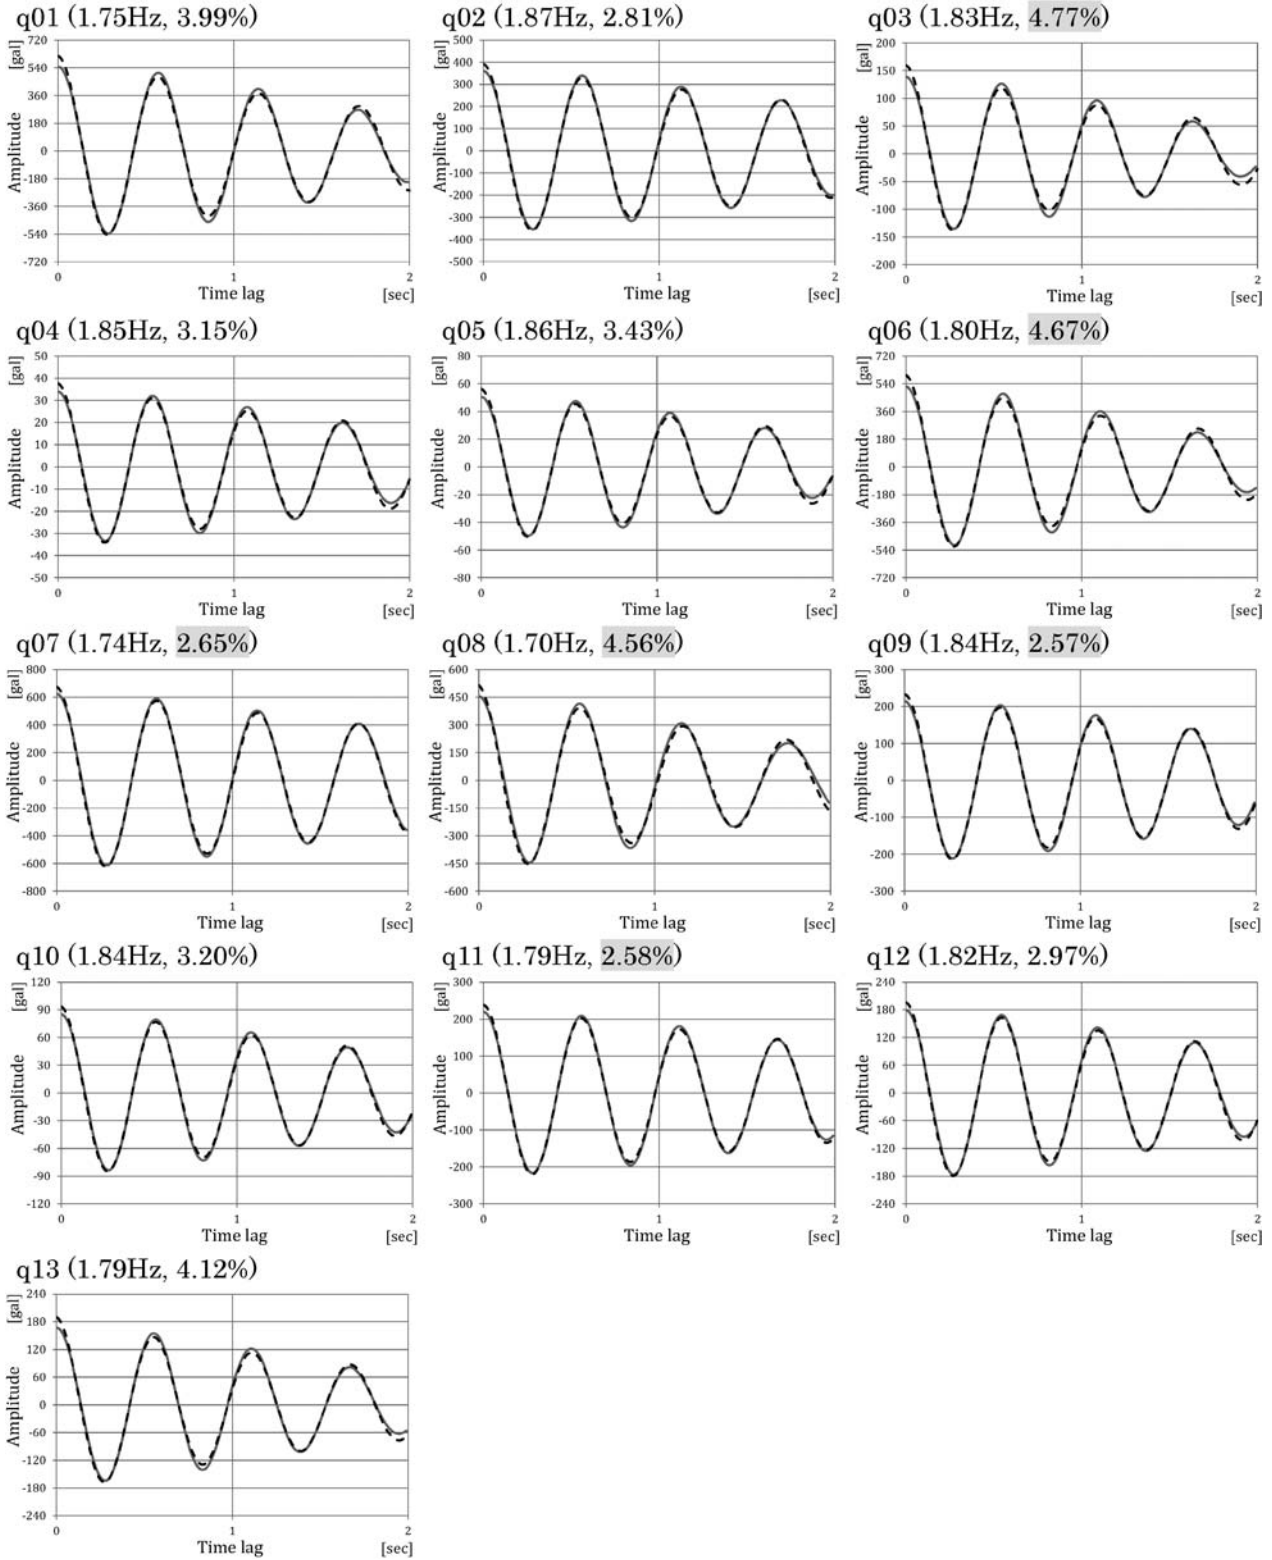 q01 (1.75Hz, 3.99%)
[gal]
Amplitude
720
540
360
180
0
-180
-360
-540
-720
0 1 2
Time lag
[sec]
q02 (1.87Hz, 2.81%)
[gal]
Amplitude
500
400
300
200
100
0
-100
-200
-300
-400
-500
0 1 2
Time lag
[sec]
q03 (1.83Hz, 4.77%)
[gal]
Amplitude
200
150
100
50
0
-50
-100
-150
-200
0 1 2
Time lag
[sec]
q04 (1.85Hz, 3.15%)
[gal]
Amplitude
50
40
30
20
10
0
-10
-20
-30
-40
-50
0 1 2
Time lag
[sec]
q05 (1.86Hz, 3.43%)
[gal]
Amplitude
80
60
40
20
0
-20
-40
-60
-80
0 1 2
Time lag
[sec]
q06 (1.80Hz, 4.67%)
[gal]
Amplitude
720
540
360
180
0
-180
-360
-540
-720
0 1 2
Time lag
[sec]
q07 (1.74Hz, 2.65%)
[gal]
Amplitude
800
600
400
200
0
-200
-400
-600
-800
0 1 2
Time lag
[sec]
q08 (1.70Hz, 4.56%)
[gal]
Amplitude
600
450
300
150
0
-150
-300
-450
-600
0 1 2
Time lag
[sec]
q09 (1.84Hz, 2.57%)
[gal]
Amplitude
300
200
100
0
-100
-200
-300
0 1 2
Time lag
[sec]
q10 (1.84Hz, 3.20%)
[gal]
Amplitude
120
90
60
30
0
-30
-60
-90
-120
0 1 2
Time lag
[sec]
q11 (1.79Hz, 2.58%)
[gal]
Amplitude
300
200
100
0
-100
-200
-300
0 1 2
Time lag
[sec]
q12 (1.82Hz, 2.97%)
[gal]
Amplitude
240
180
120
60
0
-60
-120
-180
-240
0 1 2
Time lag
[sec]
q13 (1.79Hz, 4.12%)
[gal]
Amplitude
240
180
120
60
0
-60
-120
-180
-240
0 1 2
Time lag
[sec]